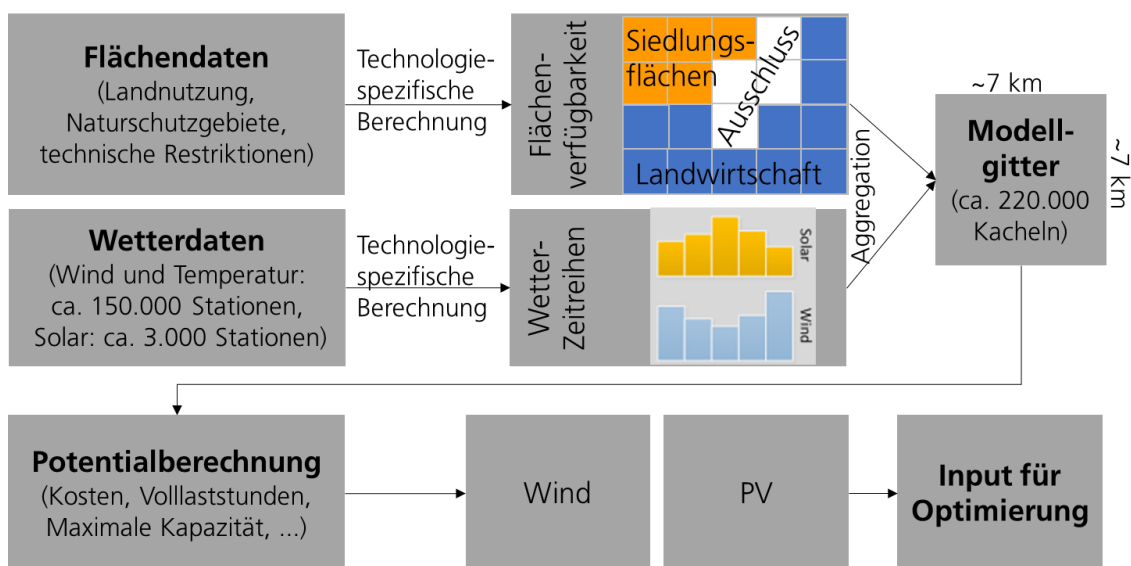 Flächendaten
(Landnutzung,
Naturschutzgebiete,
technische Restriktionen)
Technologie-
spezifische
Berechnung
Flächen-
verfügbarkeit
Siedlungs-
flächen
Ausschluss
Landwirtschaft
Aggregation
~7 km
~7 km
Modell-
gitter
(ca. 220.000
Kacheln)
Wetterdaten
(Wind und Temperatur:
ca. 150.000 Stationen,
Solar: ca. 3.000 Stationen)
Technologie-
spezifische
Berechnung
Wetter-
Zeitreihen
Solar
Wind
Potentialberechnung
(Kosten, Volllaststunden,
Maximale Kapazität, ...)
Wind
PV
Input für
Optimierung